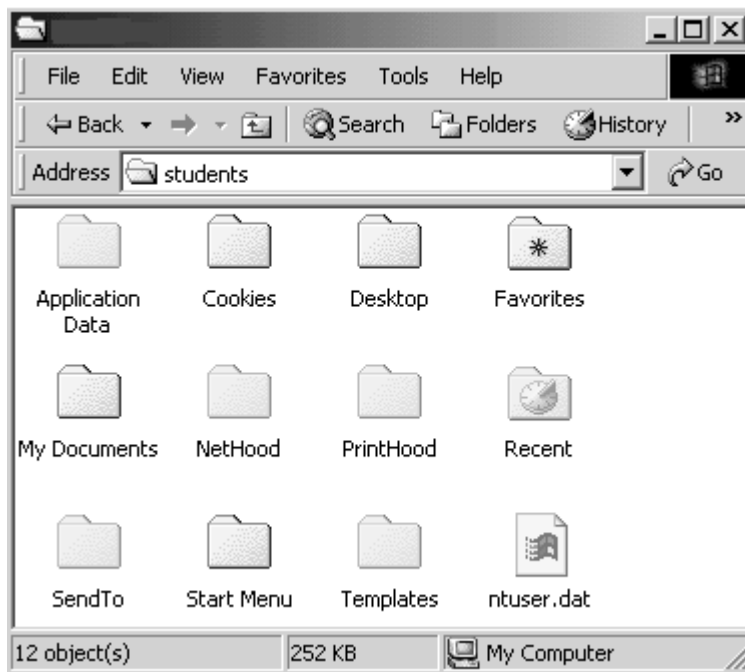 File Edit View Favorites Tools Help
Back Search Folders History »
Address students Go
Application Cookies Desktop Favorites
Data
My Documents NetHood PrintHood Recent
SendTo Start Menu Templates ntuser.dat
12 object(s) 252 KB My Computer